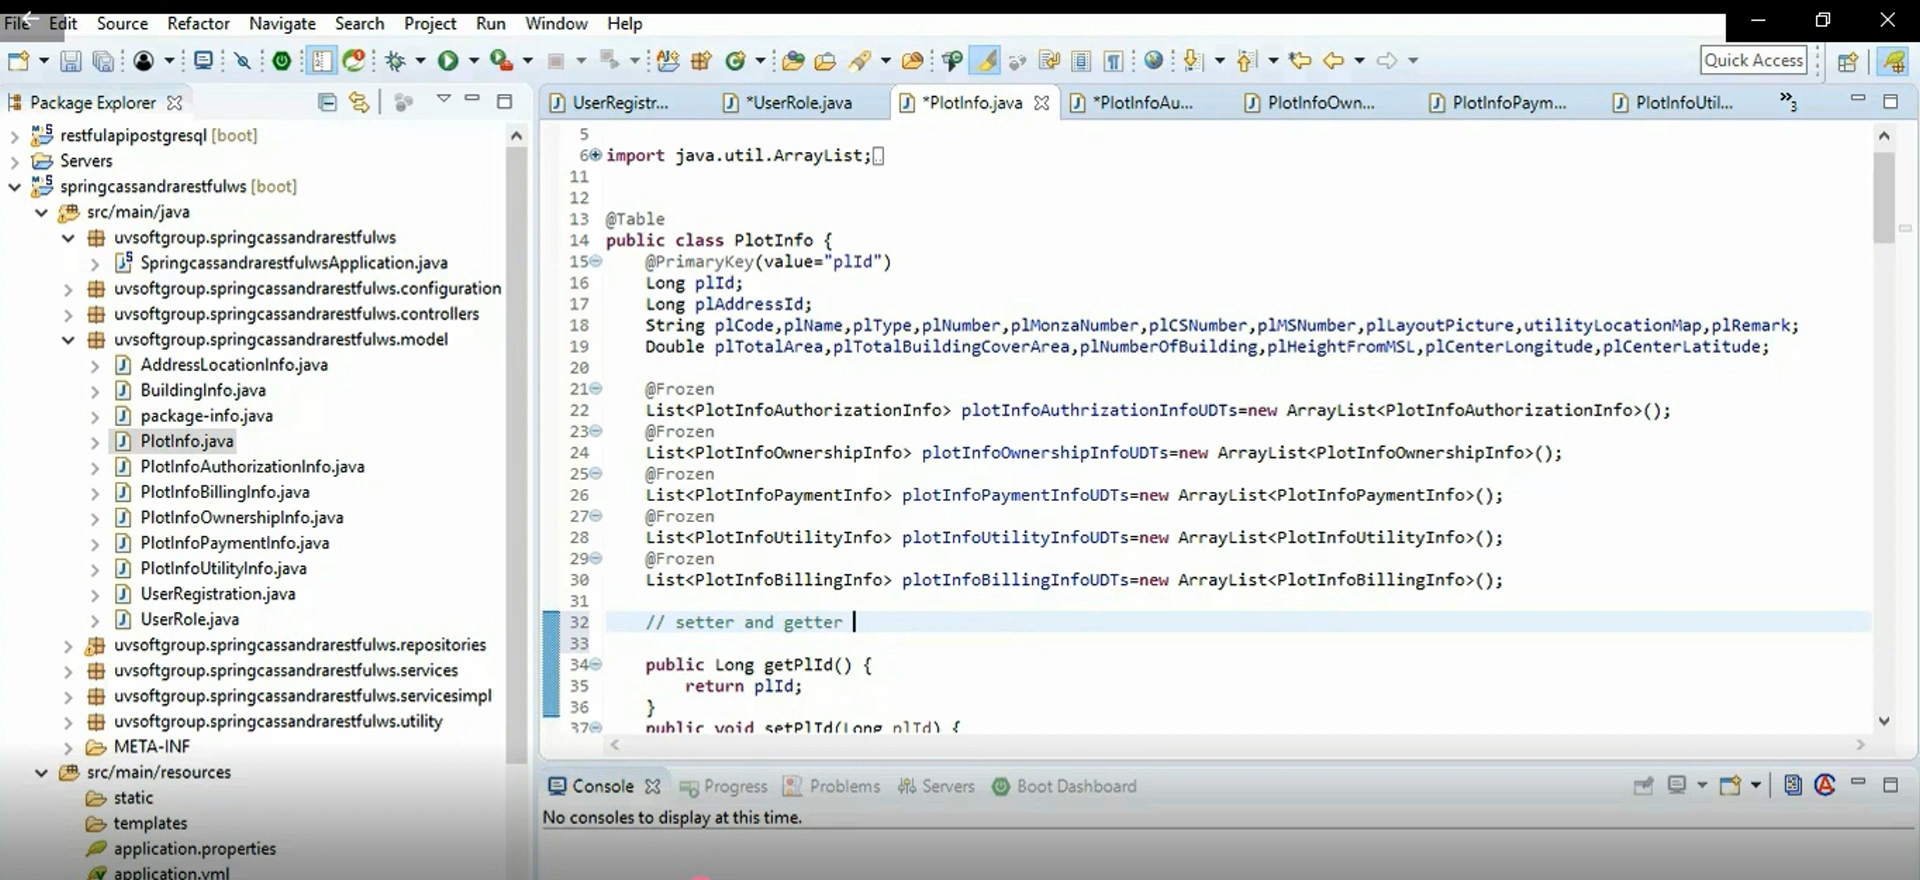 File Edit Source Refactor Navigate Search Project Run Window Help
Quick Access
Package Explorer
UserRegistr...
*UserRole.java
*PlotInfo.java
*PlotInfoAu...
PlotInfoOwn...
PlotInfoPaym...
PlotInfoUtil...
»3
restfulapipostgresql [boot]
Servers
springcassandrarestfulws [boot]
src/main/java
uvsoftgroup.springcassandrarestfulws
SpringcassandrarestfulwsApplication.java
uvsoftgroup.springcassandrarestfulws.configuration
uvsoftgroup.springcassandrarestfulws.controllers
uvsoftgroup.springcassandrarestfulws.model
AddressLocationInfo.java
BuildingInfo.java
package-info.java
PlotInfo.java
PlotInfoAuthorizationInfo.java
PlotInfoBillingInfo.java
PlotInfoOwnershipInfo.java
PlotInfoPaymentInfo.java
PlotInfoUtilityInfo.java
UserRegistration.java
UserRole.java
uvsoftgroup.springcassandrarestfulws.repositories
uvsoftgroup.springcassandrarestfulws.services
uvsoftgroup.springcassandrarestfulws.servicesimpl
uvsoftgroup.springcassandrarestfulws.utility
META-INF
src/main/resources
static
templates
application.properties
application.yml
5
6 import java.util.ArrayList;
11
12
13 @Table
14 public class PlotInfo {
15 @PrimaryKey(value="plId")
16 Long plId;
17 Long plAddressId;
18 String plCode,plName,plType,plNumber,plMonzaNumber,plCSNumber,plMSNumber,plLayoutPicture,utilityLocationMap,plRemark;
19 Double plTotalArea,plTotalBuildingCoverArea,plNumberOfBuilding,plHeightFromMSL,plCenterLongitude,plCenterLatitude;
20
21 @Frozen
22 List<PlotInfoAuthorizationInfo> plotInfoAuthrizationInfoUDTs=new ArrayList<PlotInfoAuthorizationInfo>();
23 @Frozen
24 List<PlotInfoOwnershipInfo> plotInfoOwnershipInfoUDTs=new ArrayList<PlotInfoOwnershipInfo>();
25 @Frozen
26 List<PlotInfoPaymentInfo> plotInfoPaymentInfoUDTs=new ArrayList<PlotInfoPaymentInfo>();
27 @Frozen
28 List<PlotInfoUtilityInfo> plotInfoUtilityInfoUDTs=new ArrayList<PlotInfoUtilityInfo>();
29 @Frozen
30 List<PlotInfoBillingInfo> plotInfoBillingInfoUDTs=new ArrayList<PlotInfoBillingInfo>();
31
32 // setter and getter
33
34 public Long getPlId() {
35 return plId;
36 }
37 public void setPlId(Long plId) {
Console Progress Problems Servers Boot Dashboard
No consoles to display at this time.